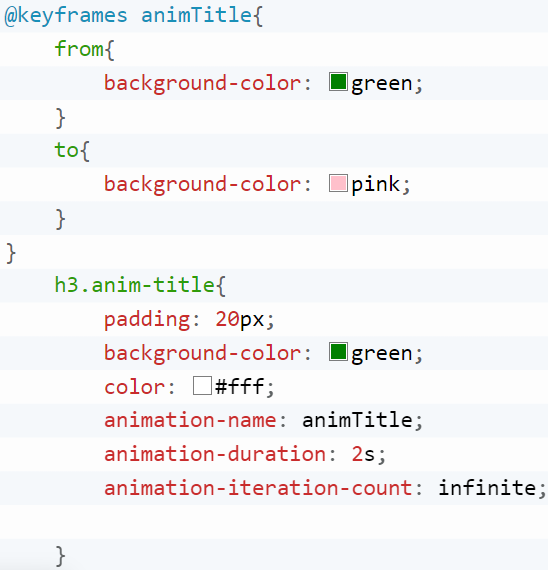 @keyframes animTitle{
    from{
        background-color: green;
    }
    to{
        background-color: pink;
    }
}
    h3.anim-title{
        padding: 20px;
        background-color: green;
        color: #fff;
        animation-name: animTitle;
        animation-duration: 2s;
        animation-iteration-count: infinite;
    }